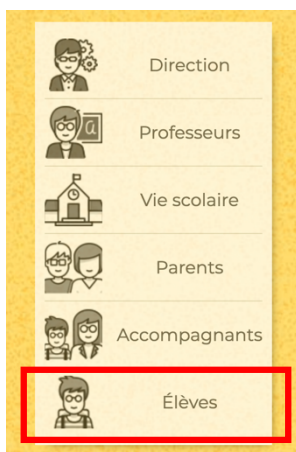 Direction
Professeurs
Vie scolaire
Parents
Accompagnants
Élèves